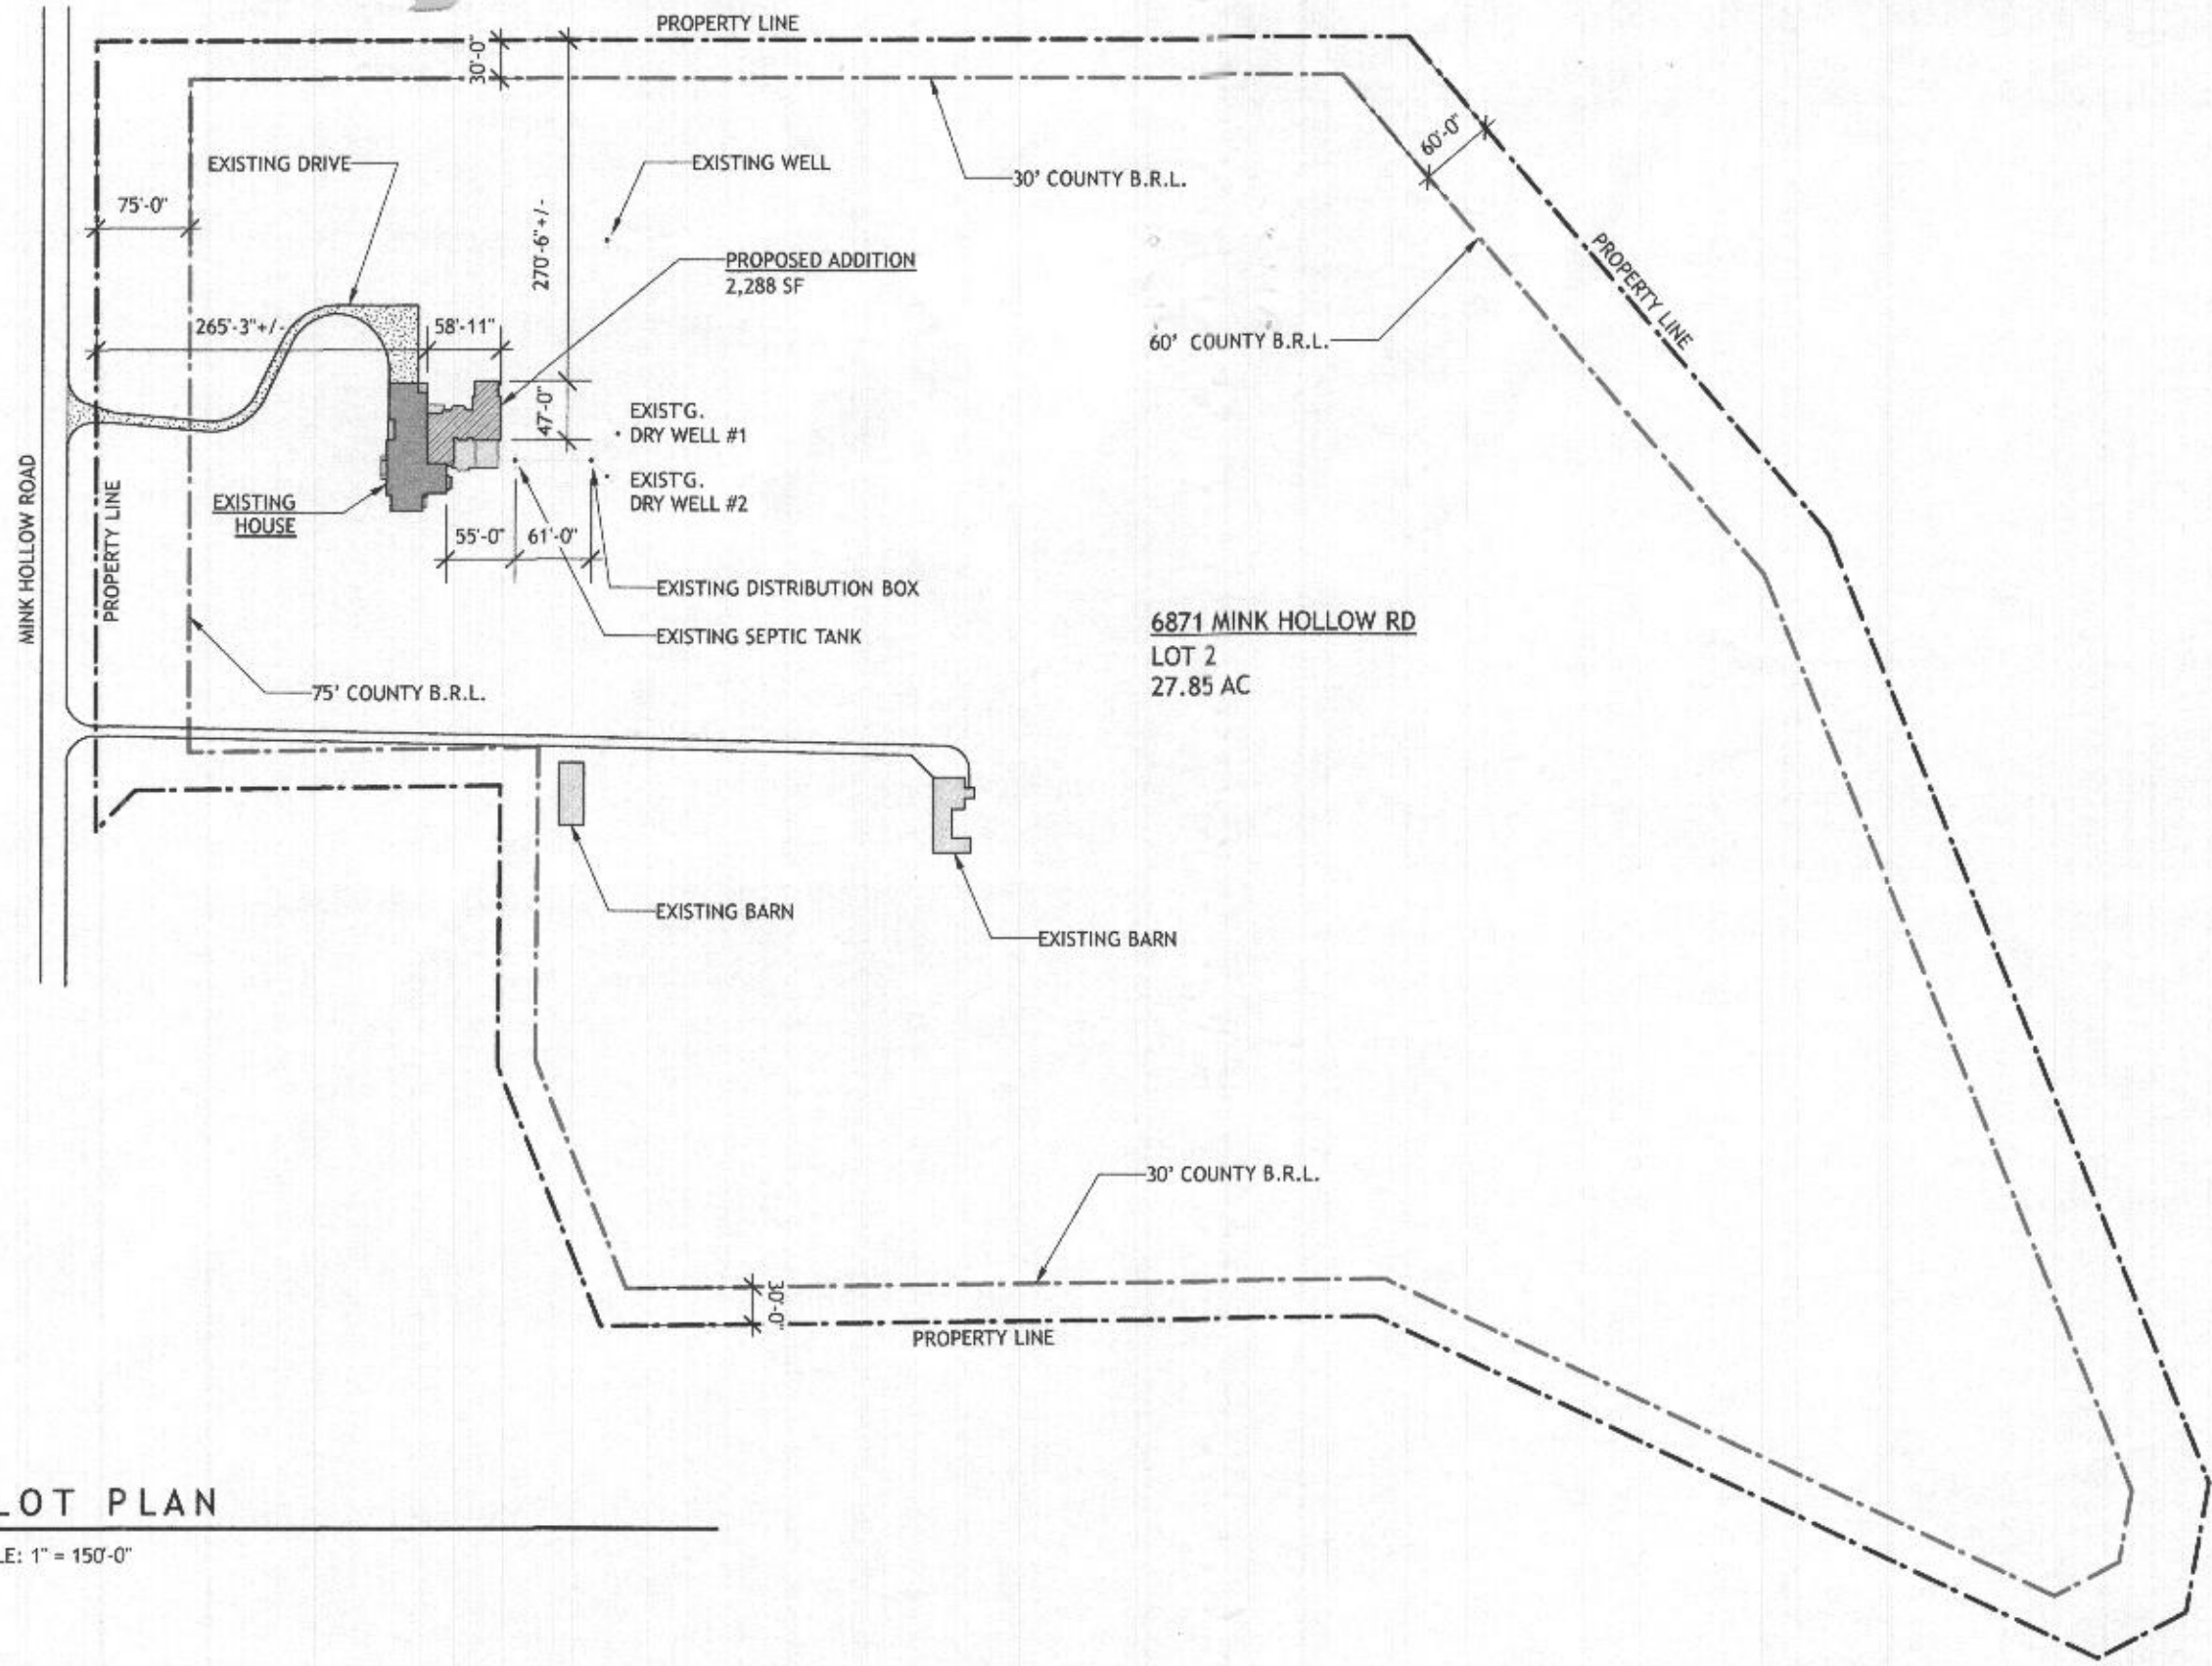 PROPERTY LINE
30'-0"
EXISTING DRIVE
EXISTING WELL
30' COUNTY B.R.L.
60'-0"
75'-0"
270'-6"+/-
PROPOSED ADDITION
2,288 SF
PROPERTY LINE
265'-3"+/-
58'-11"
60' COUNTY B.R.L.
47'-0"
EXIST'G.
DRY WELL #1
EXIST'G.
DRY WELL #2
MINK HOLLOW ROAD
PROPERTY LINE
EXISTING
HOUSE
55'-0"
61'-0"
EXISTING DISTRIBUTION BOX
EXISTING SEPTIC TANK
6871 MINK HOLLOW RD
LOT 2
27.85 AC
75' COUNTY B.R.L.
EXISTING BARN
EXISTING BARN
30' COUNTY B.R.L.
30'-0"
PROPERTY LINE
LOT PLAN
LE: 1" = 150'-0"